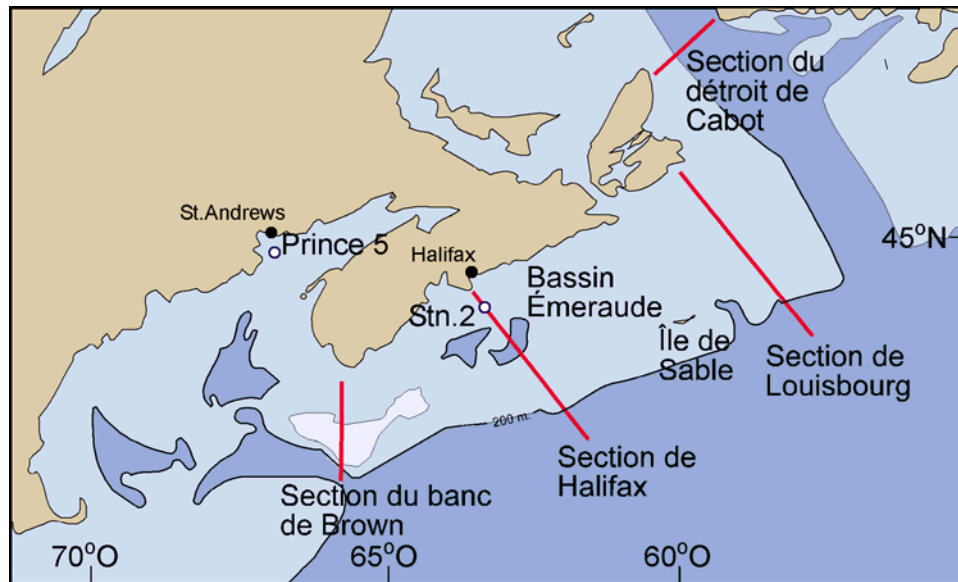 Section du
détroit de
Cabot
St.Andrews
Prince 5
45°N
Halifax
Bassin
Émeraude
Stn.2
Île de
Sable
Section de
Louisbourg
200 m.
Section de
Halifax
Section du banc
de Brown
70°O
65°O
60°O